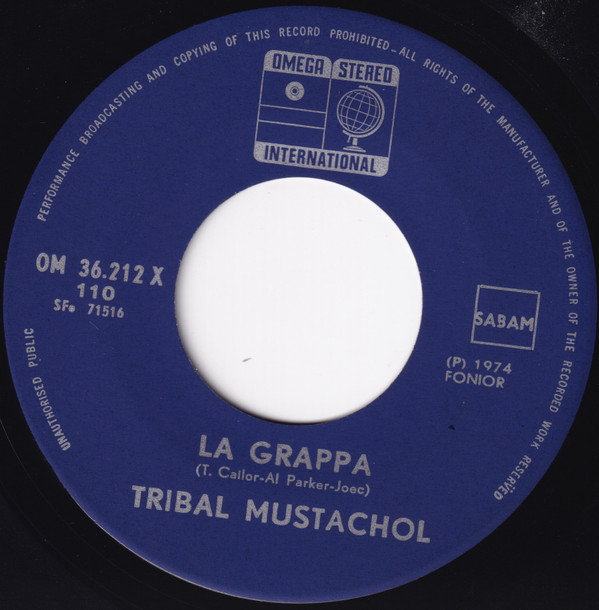 PERFORMANCE BROADCASTING AND COPYING OF THIS RECORD PROHIBITED-ALL RIGHTS OF THE MANUFACTURER AND OF THE OWNER OF THE RECORDED WORK RESERVED
UNAUTHORISED PUBLIC
OMEGA STEREO
INTERNATIONAL
OM 36.212 X
110
SFe 71516
SABAM
(P) 1974
FONIOR
LA GRAPPA
(T. Cailor-Al Parker-Joec)
TRIBAL MUSTACHOL